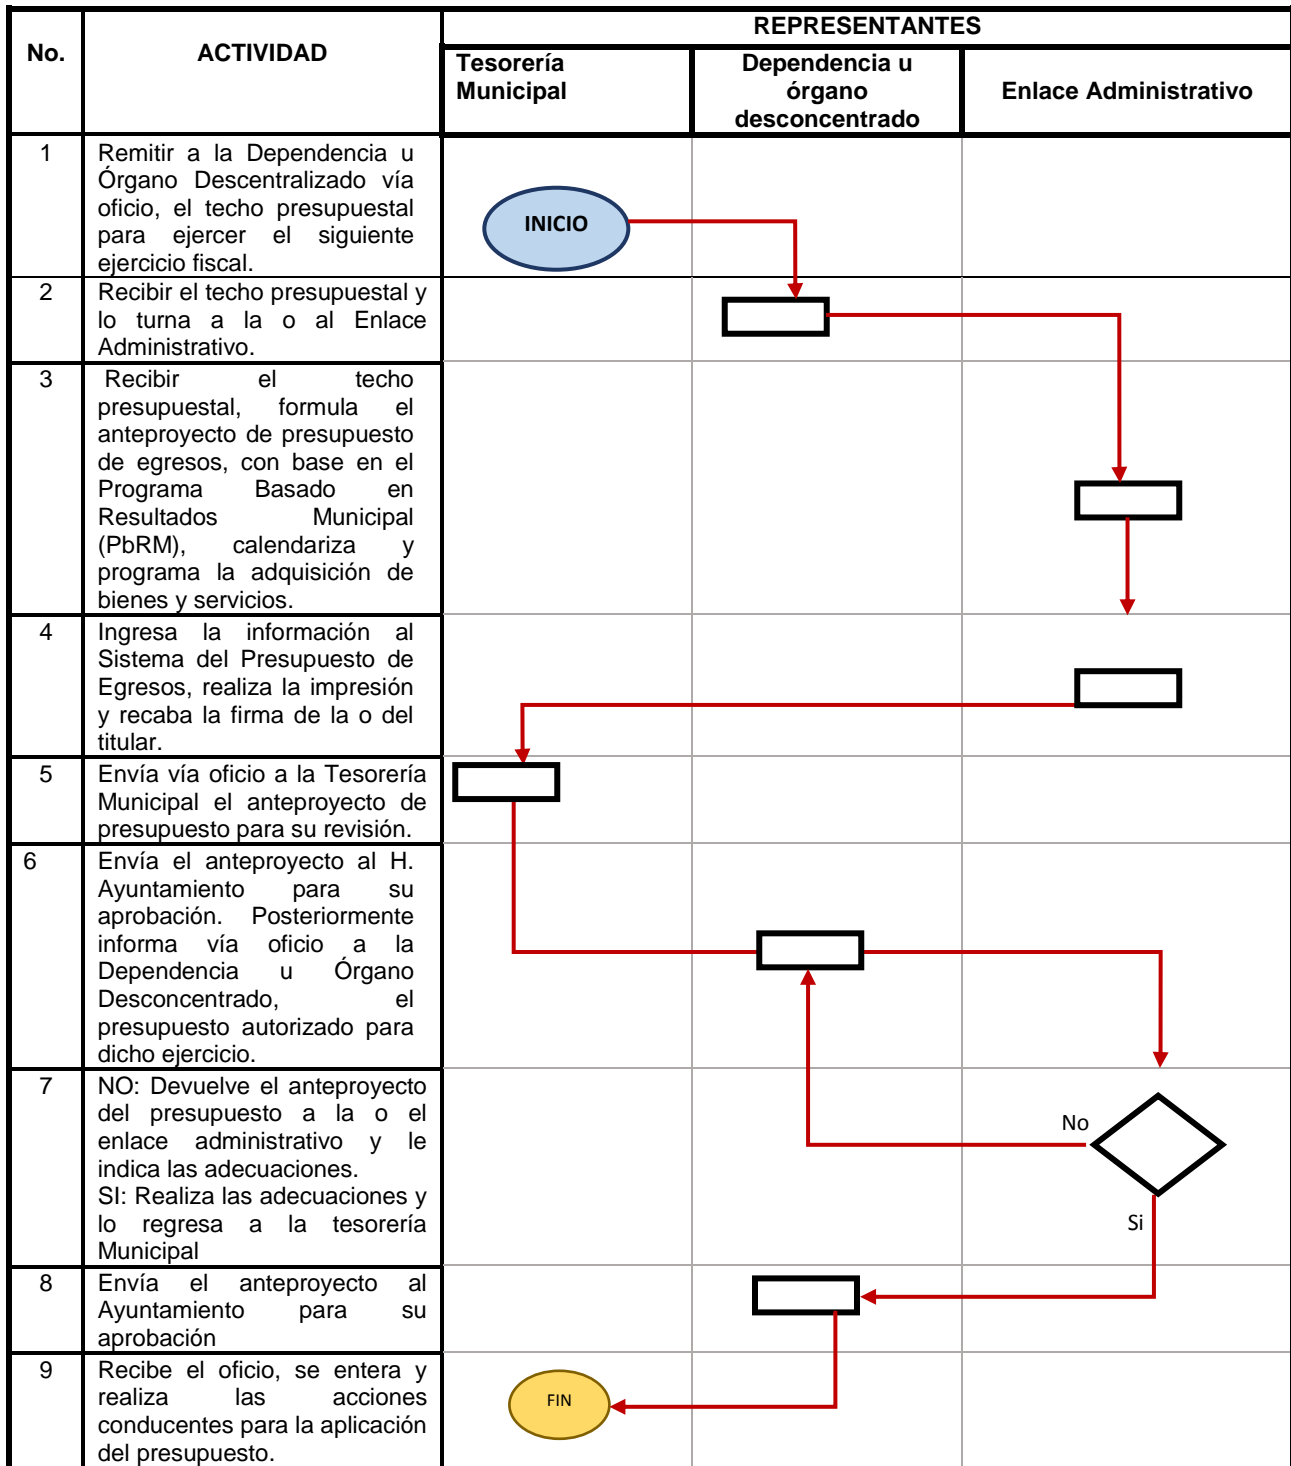 No.
ACTIVIDAD
REPRESENTANTES
Tesorería
Municipal
Dependencia u
órgano
desconcentrado
Enlace Administrativo
1
Remitir a la Dependencia u
Órgano Descentralizado vía
oficio, el techo presupuestal
para ejercer el siguiente
ejercicio fiscal.
INICIO
2
Recibir el techo presupuestal y
lo turna a la o al Enlace
Administrativo.
3
Recibir el techo
presupuestal, formula el
anteproyecto de presupuesto
de egresos, con base en el
Programa Basado en
Resultados Municipal
(PbRM), calendariza y
programa la adquisición de
bienes y servicios.
4
Ingresa la información al
Sistema del Presupuesto de
Egresos, realiza la impresión
y recaba la firma de la o del
titular.
5
Envía vía oficio a la Tesorería
Municipal el anteproyecto de
presupuesto para su revisión.
6
Envía el anteproyecto al H.
Ayuntamiento para su
aprobación. Posteriormente
informa vía oficio a la
Dependencia u Órgano
Desconcentrado, el
presupuesto autorizado para
dicho ejercicio.
7
NO: Devuelve el anteproyecto
del presupuesto a la o el
enlace administrativo y le
indica las adecuaciones.
SI: Realiza las adecuaciones y
lo regresa a la tesorería
Municipal
No
Si
8
Envía el anteproyecto al
Ayuntamiento para su
aprobación
9
Recibe el oficio, se entera y
realiza las acciones
conducentes para la aplicación
del presupuesto.
FIN